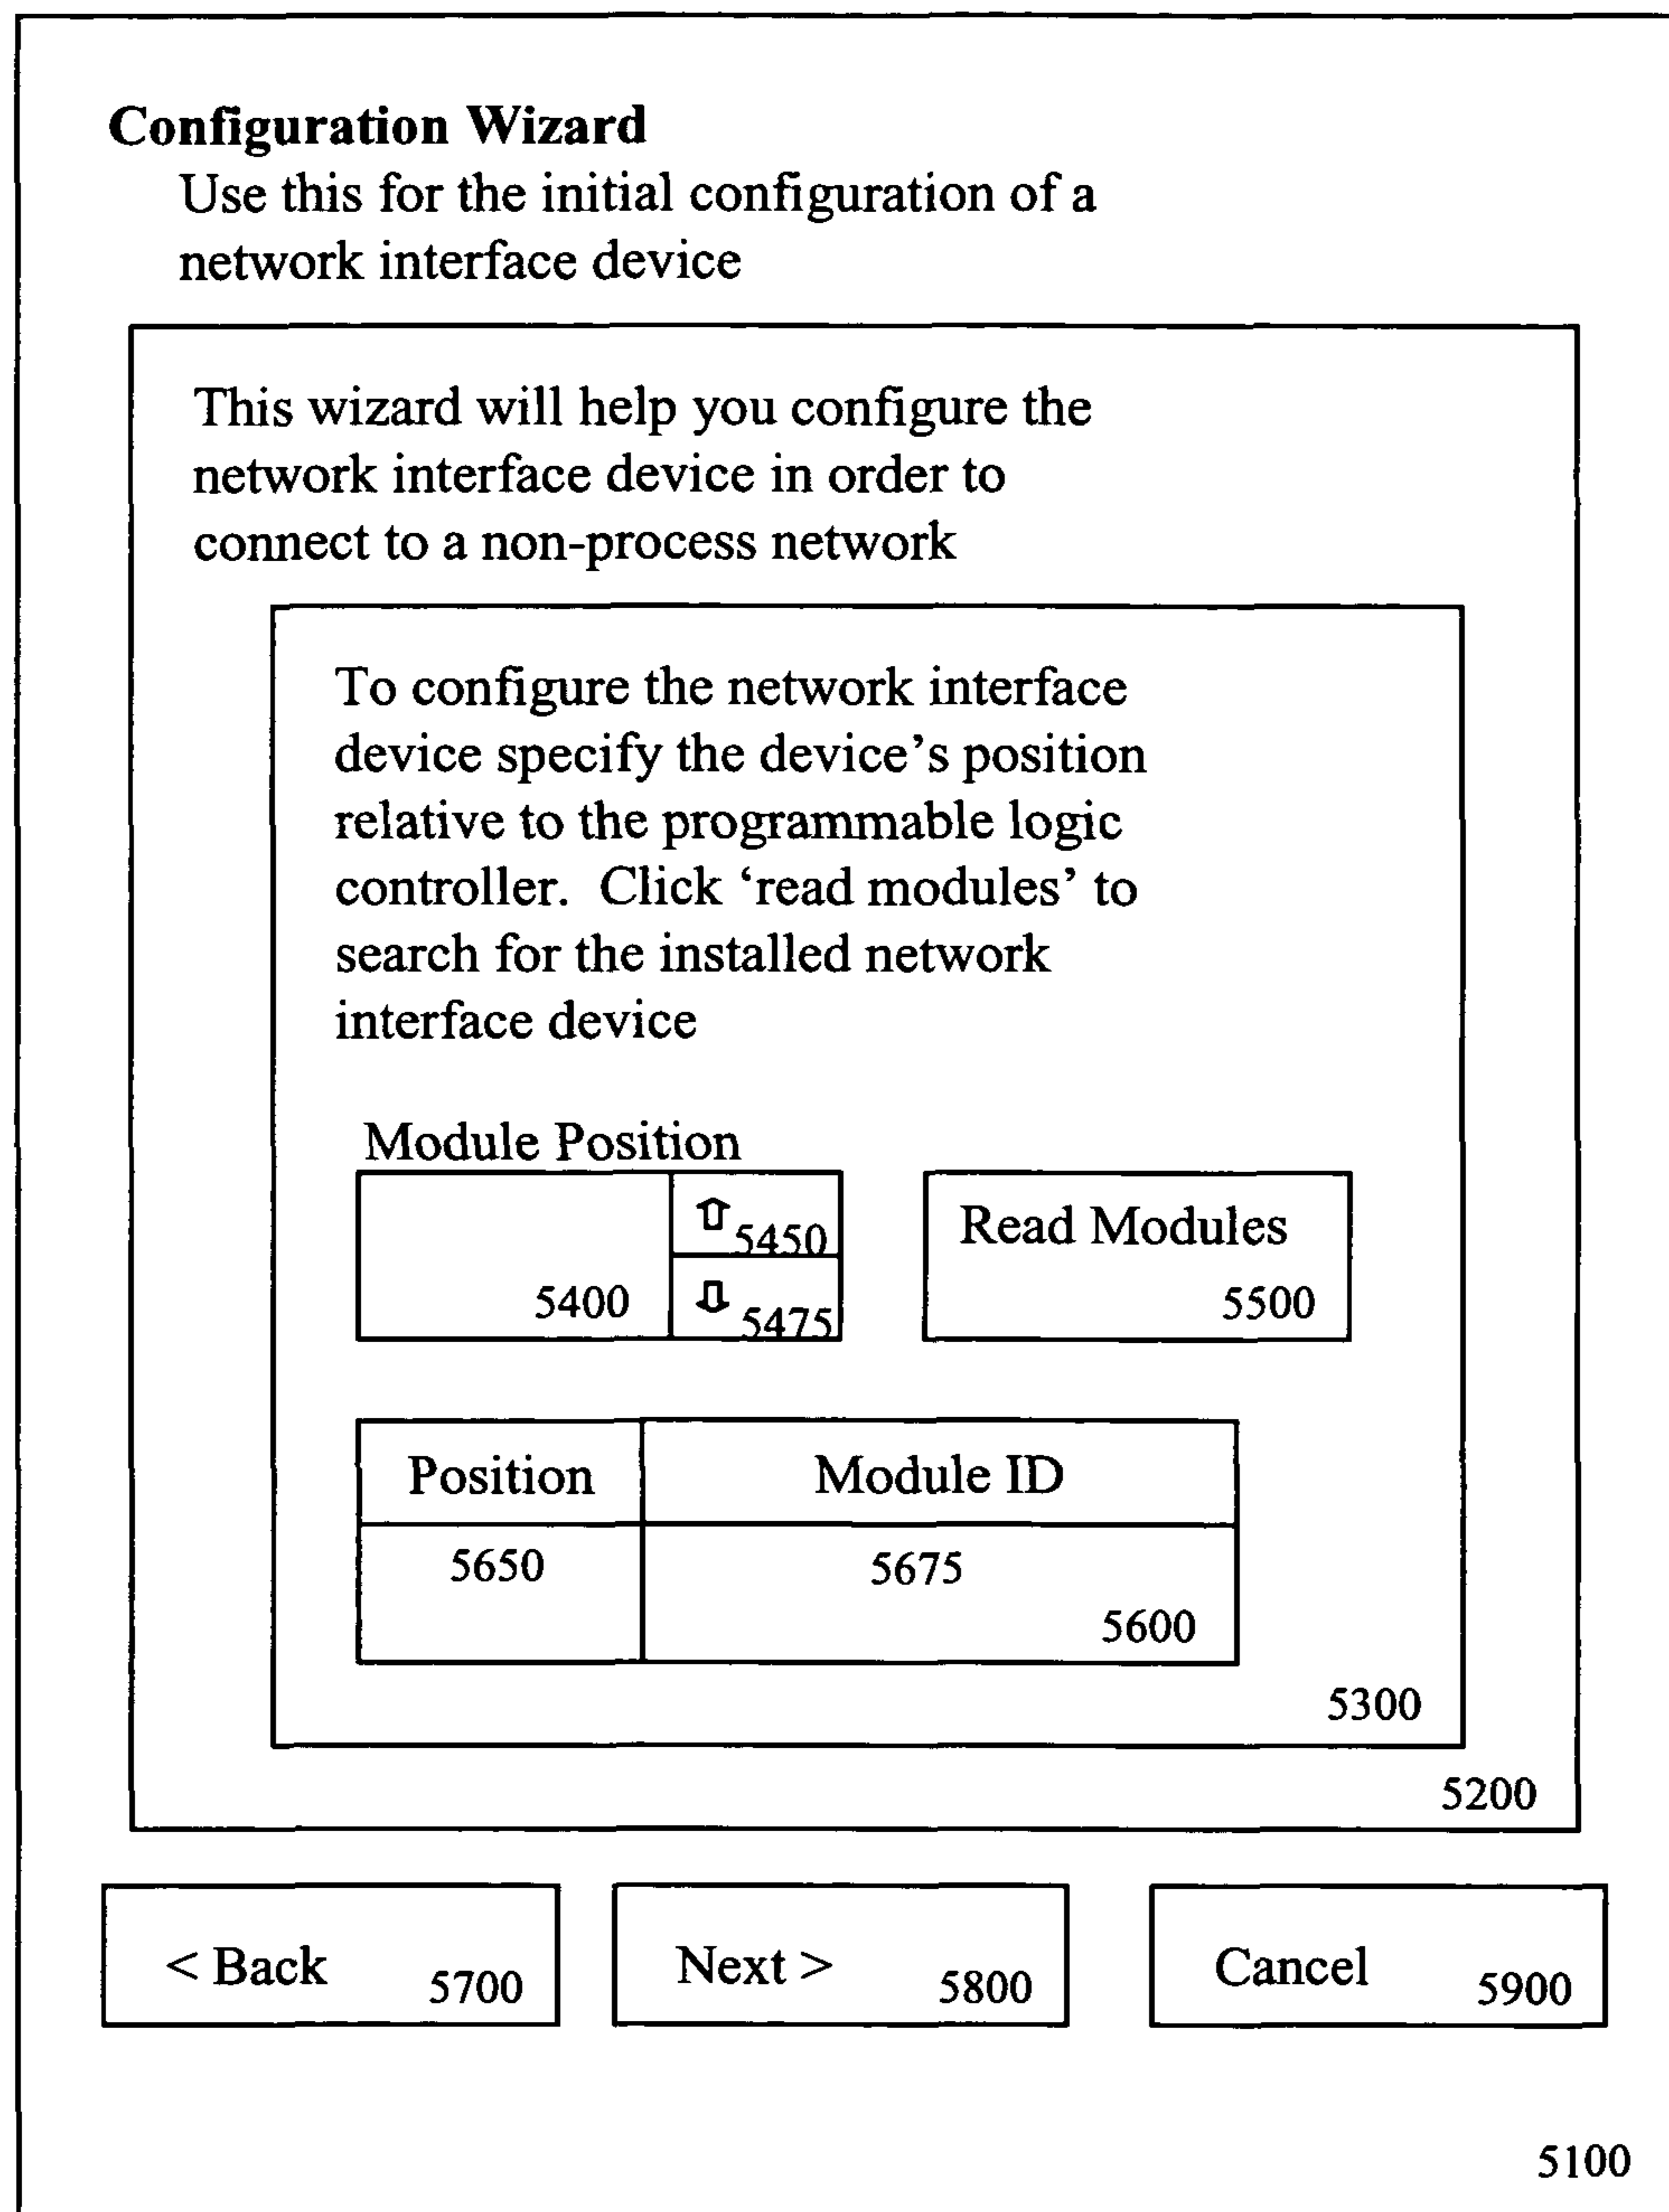 Configuration Wizard
Use this for the initial configuration of a
network interface device
This wizard will help you configure the
network interface device in order to
connect to a non-process network
To configure the network interface
device specify the device's position
relative to the programmable logic
controller. Click ‘read modules’ to
search for the installed network
interface device
Module Position
5450
Read Modules
5400
5475
5500
Position Module ID
5650 5675
5600
5300
5200
< Back 5700
Next > 5800
Cancel 5900
5100